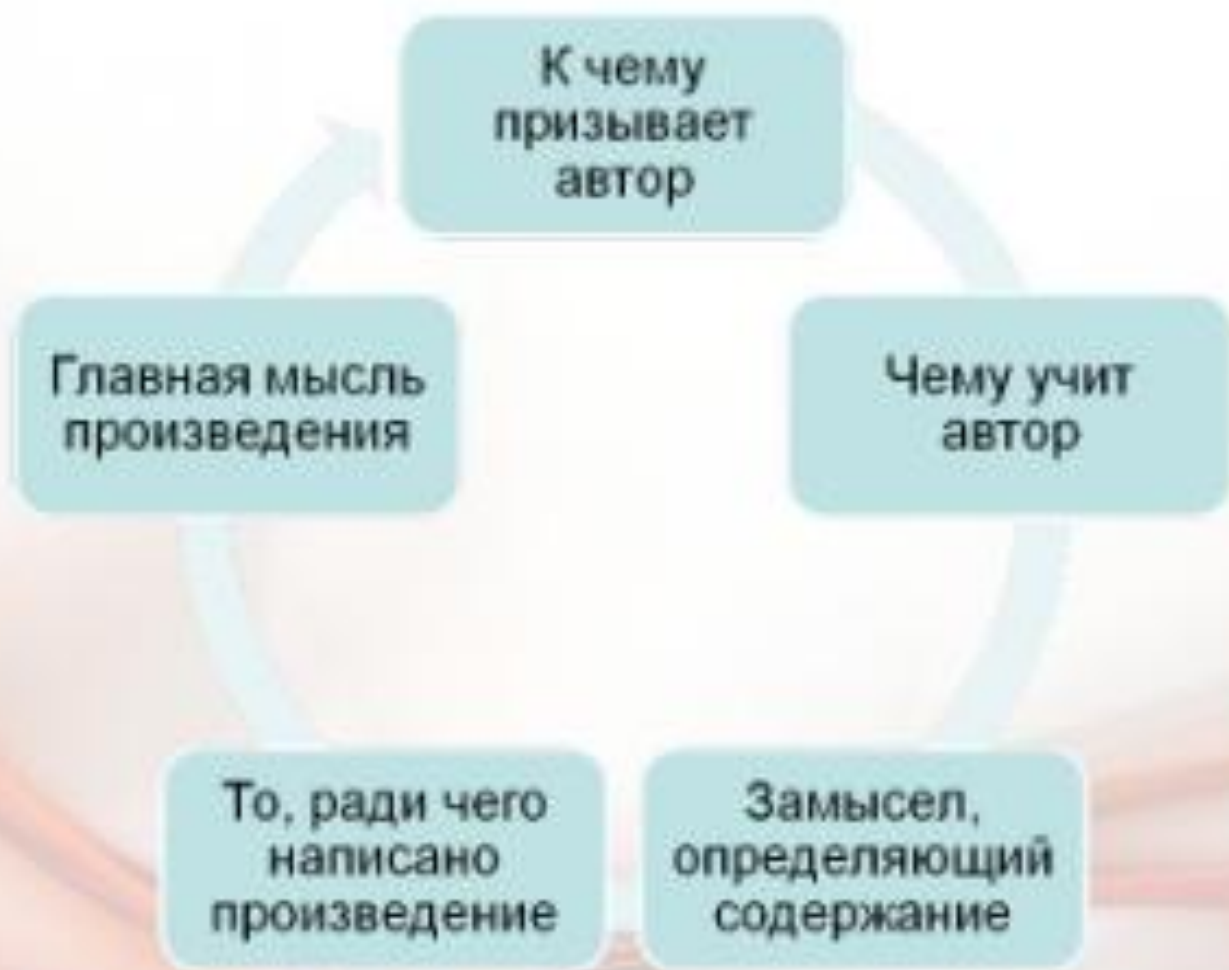 К чему
призывает
автор
Главная мысль
произведения
Чему учит
автор
То, ради чего
написано
произведение
Замысел,
определяющий
содержание